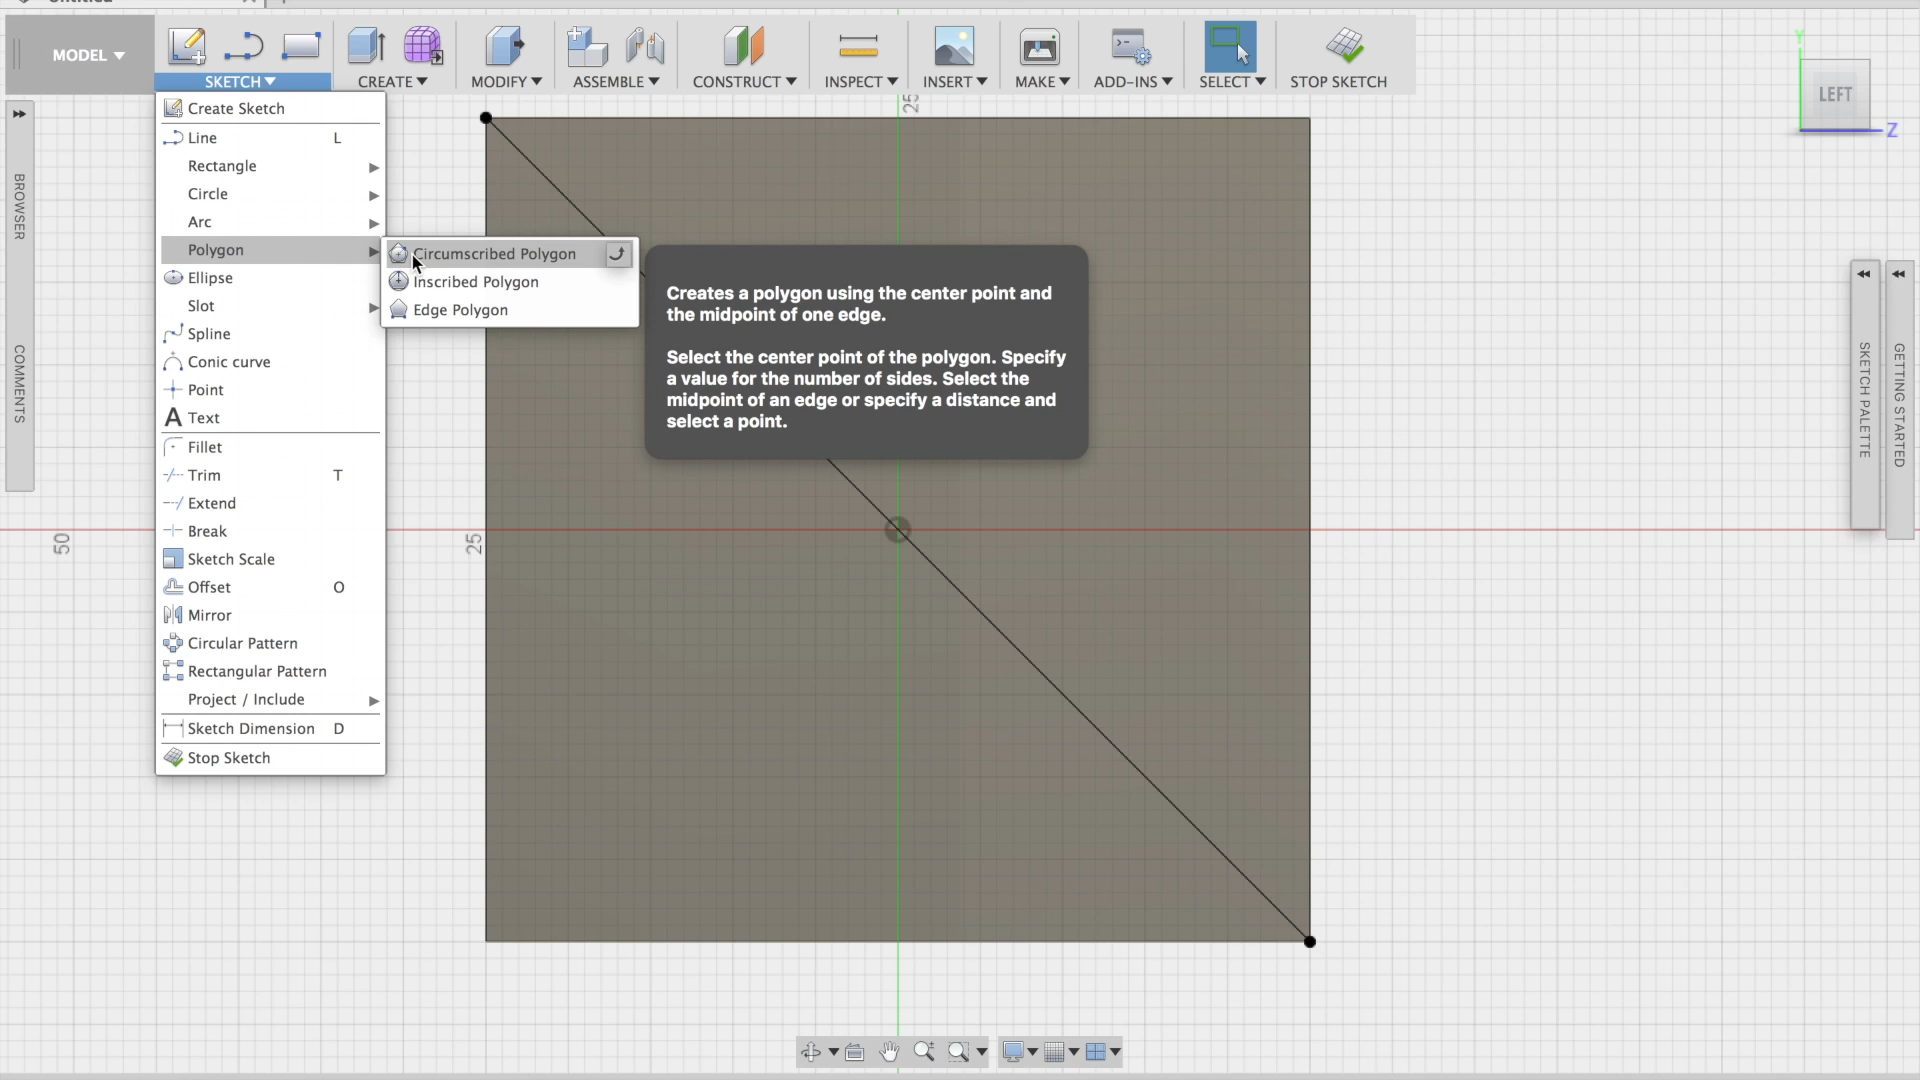 Untitled
MODEL
SKETCH
CREATE
MODIFY
ASSEMBLE
CONSTRUCT
INSPECT
INSERT
MAKE
ADD-INS
SELECT
STOP SKETCH
Create Sketch
Line L
Rectangle
Circle
Arc
Polygon
Ellipse
Slot
Spline
Conic curve
Point
A Text
Fillet
Trim T
Extend
Break
Sketch Scale
Offset O
Mirror
Circular Pattern
Rectangular Pattern
Project / Include
Sketch Dimension D
Stop Sketch
Circumscribed Polygon
Inscribed Polygon
Edge Polygon
Creates a polygon using the center point and
the midpoint of one edge.
Select the center point of the polygon. Specify
a value for the number of sides. Select the
midpoint of an edge or specify a distance and
select a point.
BROWSER
COMMENTS
50
25
25
Y
LEFT
Z
SKETCH PALETTE
GETTING STARTED